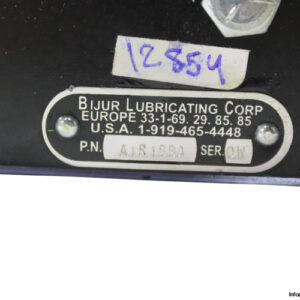 12854
BIJUR LUBRICATING CORP
EUROPE 33-1-69. 29. 85. 85
U.S.A. 1-919-465-4448
P.N. SER.